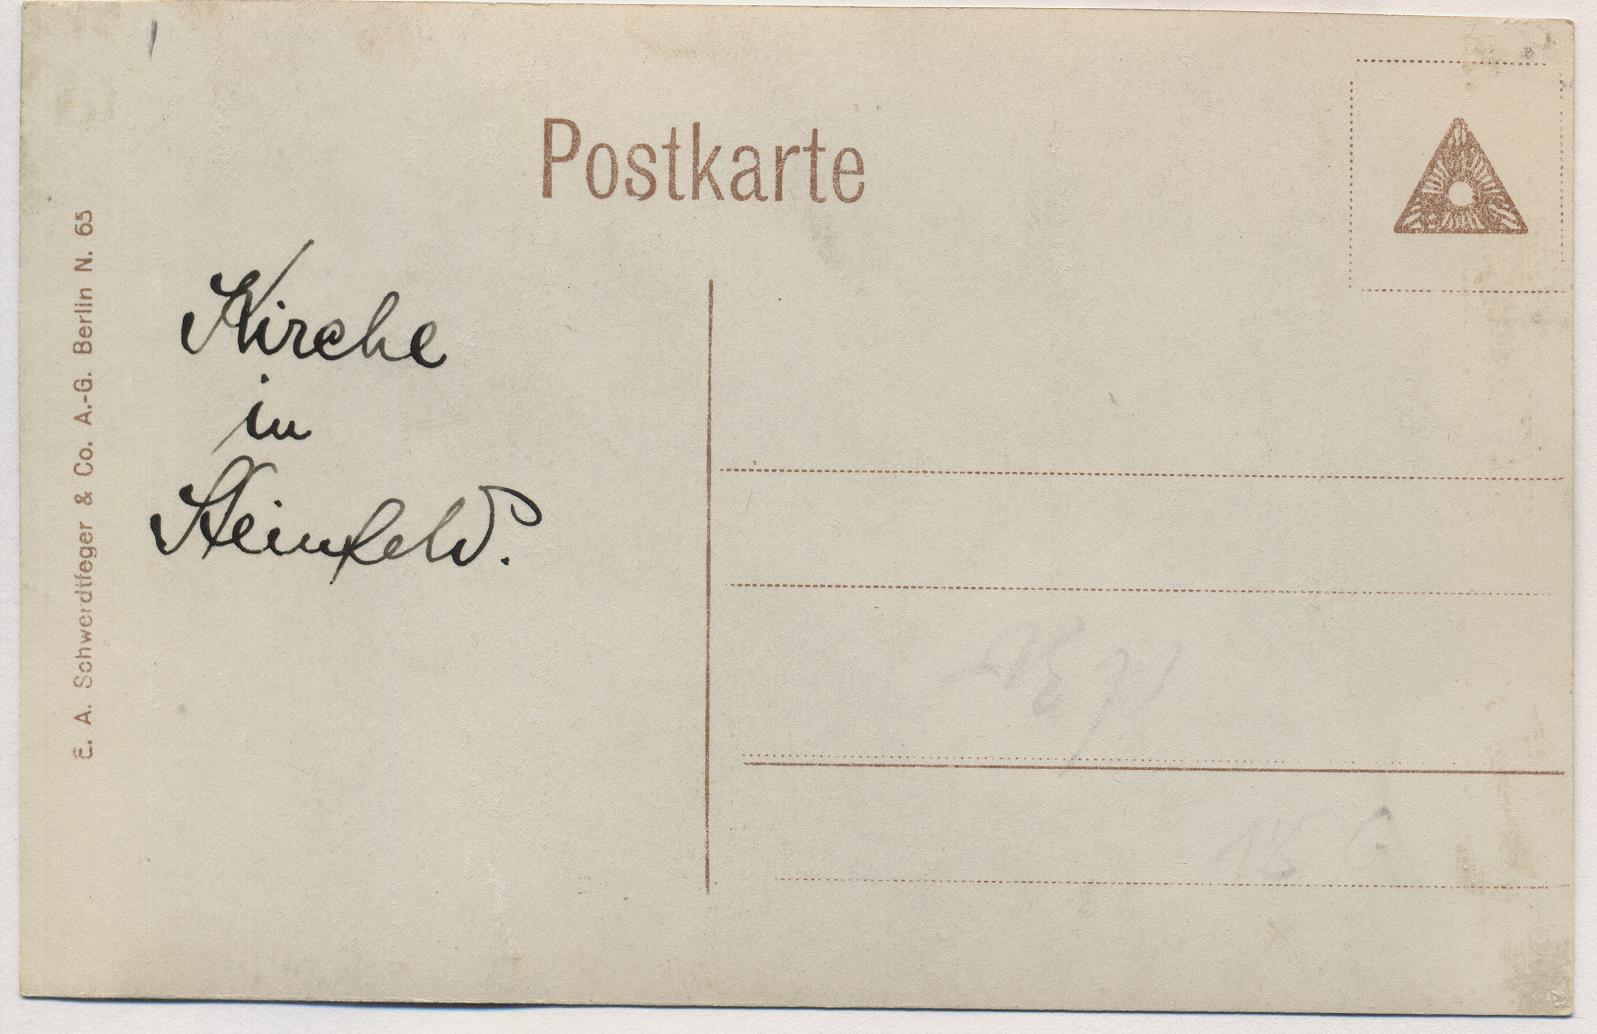 Postkarte
Kirche
in
Steinfeld.
E. A. Schwerdtfeger & Co. A.-G. Berlin N. 65